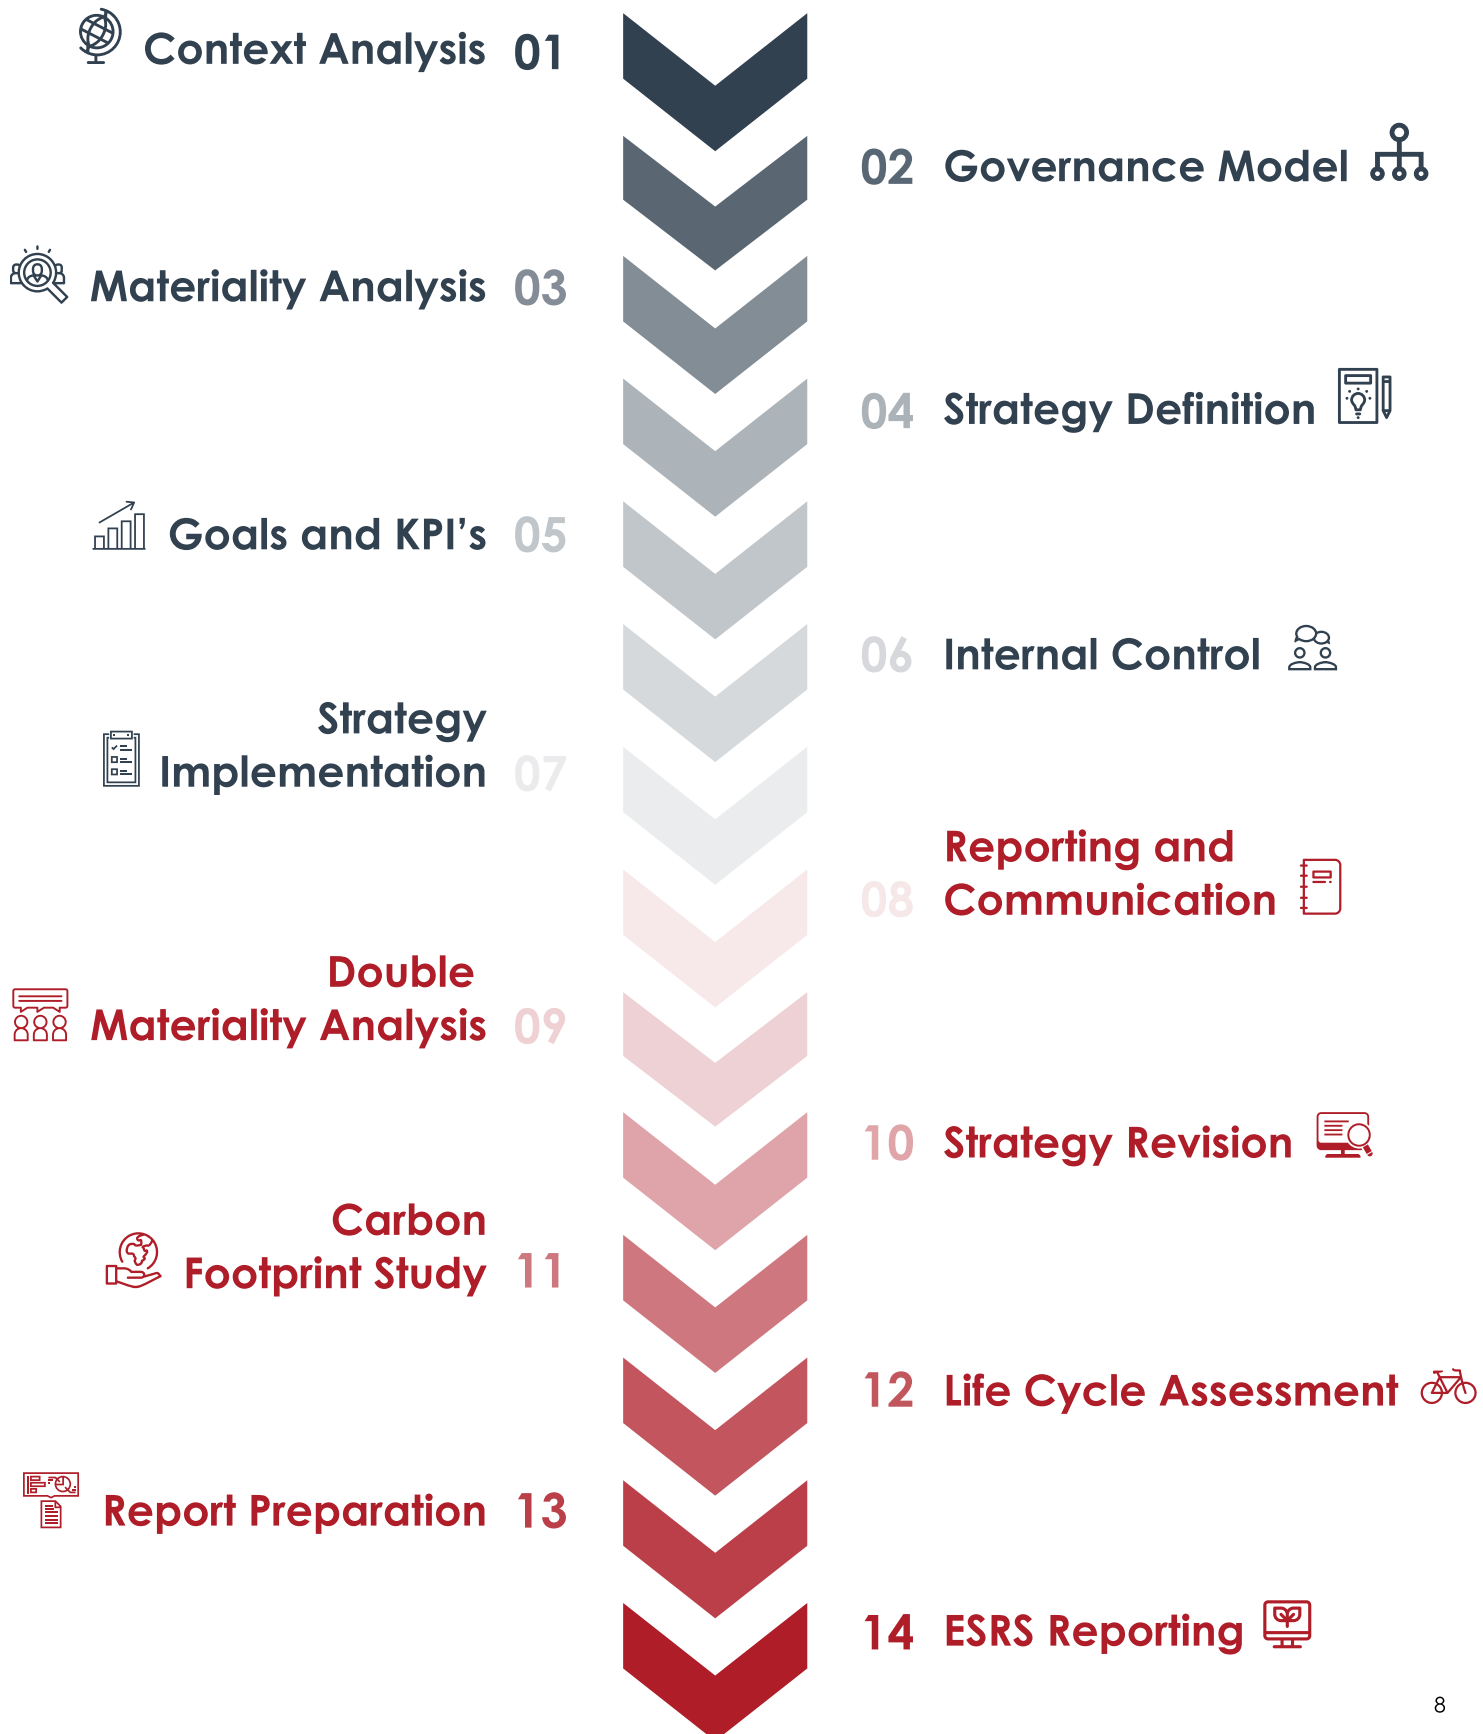 Context Analysis 01
02 Governance Model
Materiality Analysis 03
04 Strategy Definition
Goals and KPI’s 05
06 Internal Control
Strategy
Implementation 07
Reporting and
08 Communication
Double
Materiality Analysis 09
10 Strategy Revision
Carbon
Footprint Study 11
12 Life Cycle Assessment
Report Preparation 13
14 ESRS Reporting
8